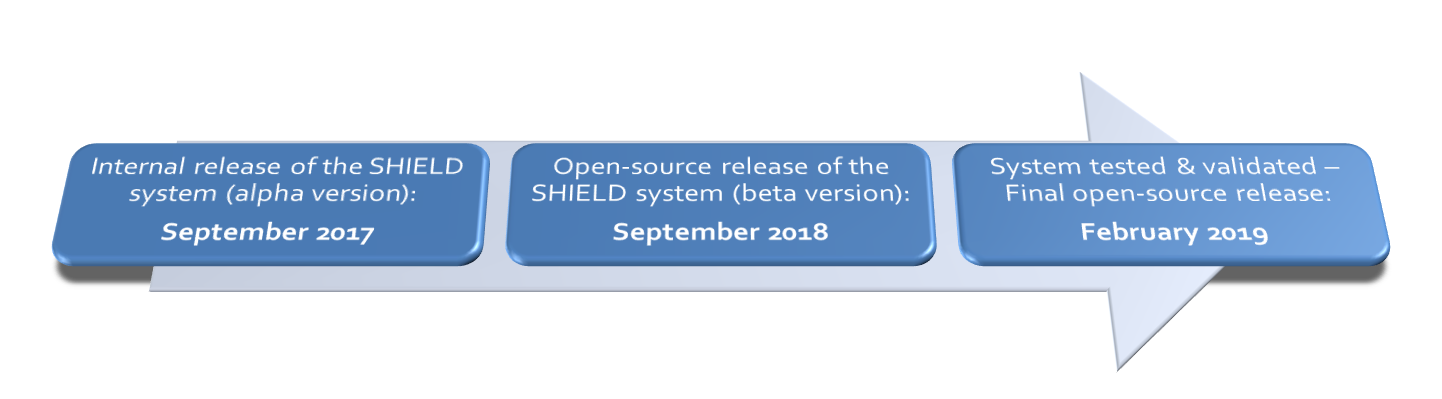 Internal release of the SHIELD
system (alpha version):
September 2017
Open-source release of the
SHIELD system (beta version):
September 2018
System tested & validated –
Final open-source release:
February 2019